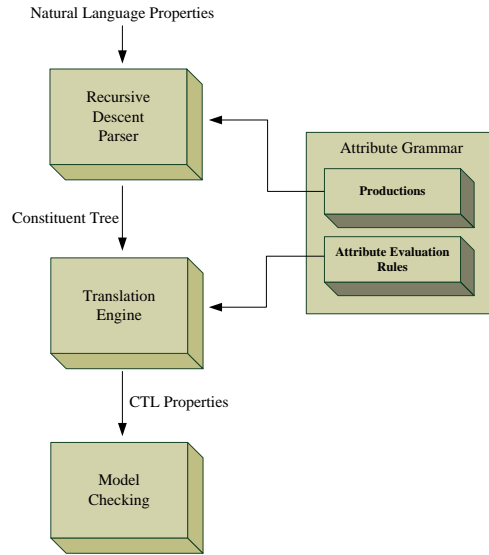 Natural Language Properties
Recursive
Descent
Parser
Attribute Grammar
Productions
Constituent Tree
Attribute Evaluation
Rules
Translation
Engine
CTL Properties
Model
Checking